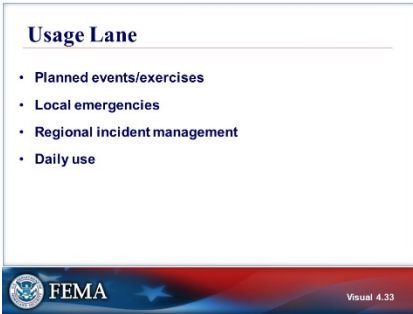 Usage Lane
• Planned events/exercises
• Local emergencies
• Regional incident management
• Daily use
FEMA
Visual 4.33